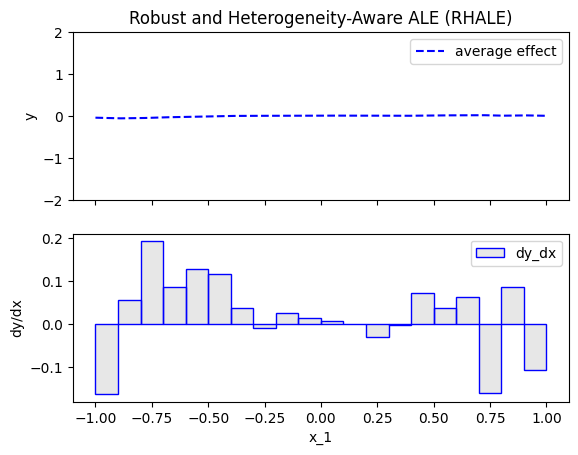 Robust and Heterogeneity-Aware ALE (RHALE)
2
1
0
−1
−2
y
average effect
0.2
0.1
0.0
−0.1
dy/dx
dy_dx
−1.00 −0.75 −0.50 −0.25 0.00 0.25 0.50 0.75 1.00
x_1